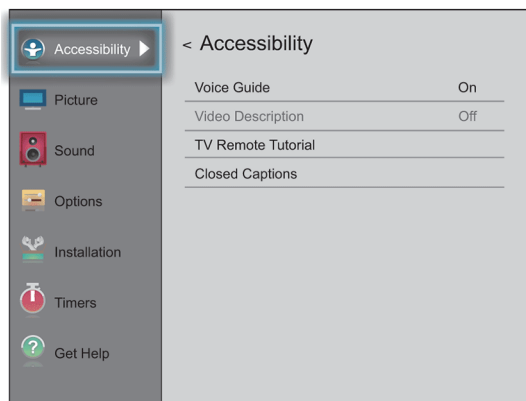 Accessibility
Picture
Sound
Options
Installation
Timers
Get Help
< Accessibility
Voice Guide On
Video Description Off
TV Remote Tutorial
Closed Captions